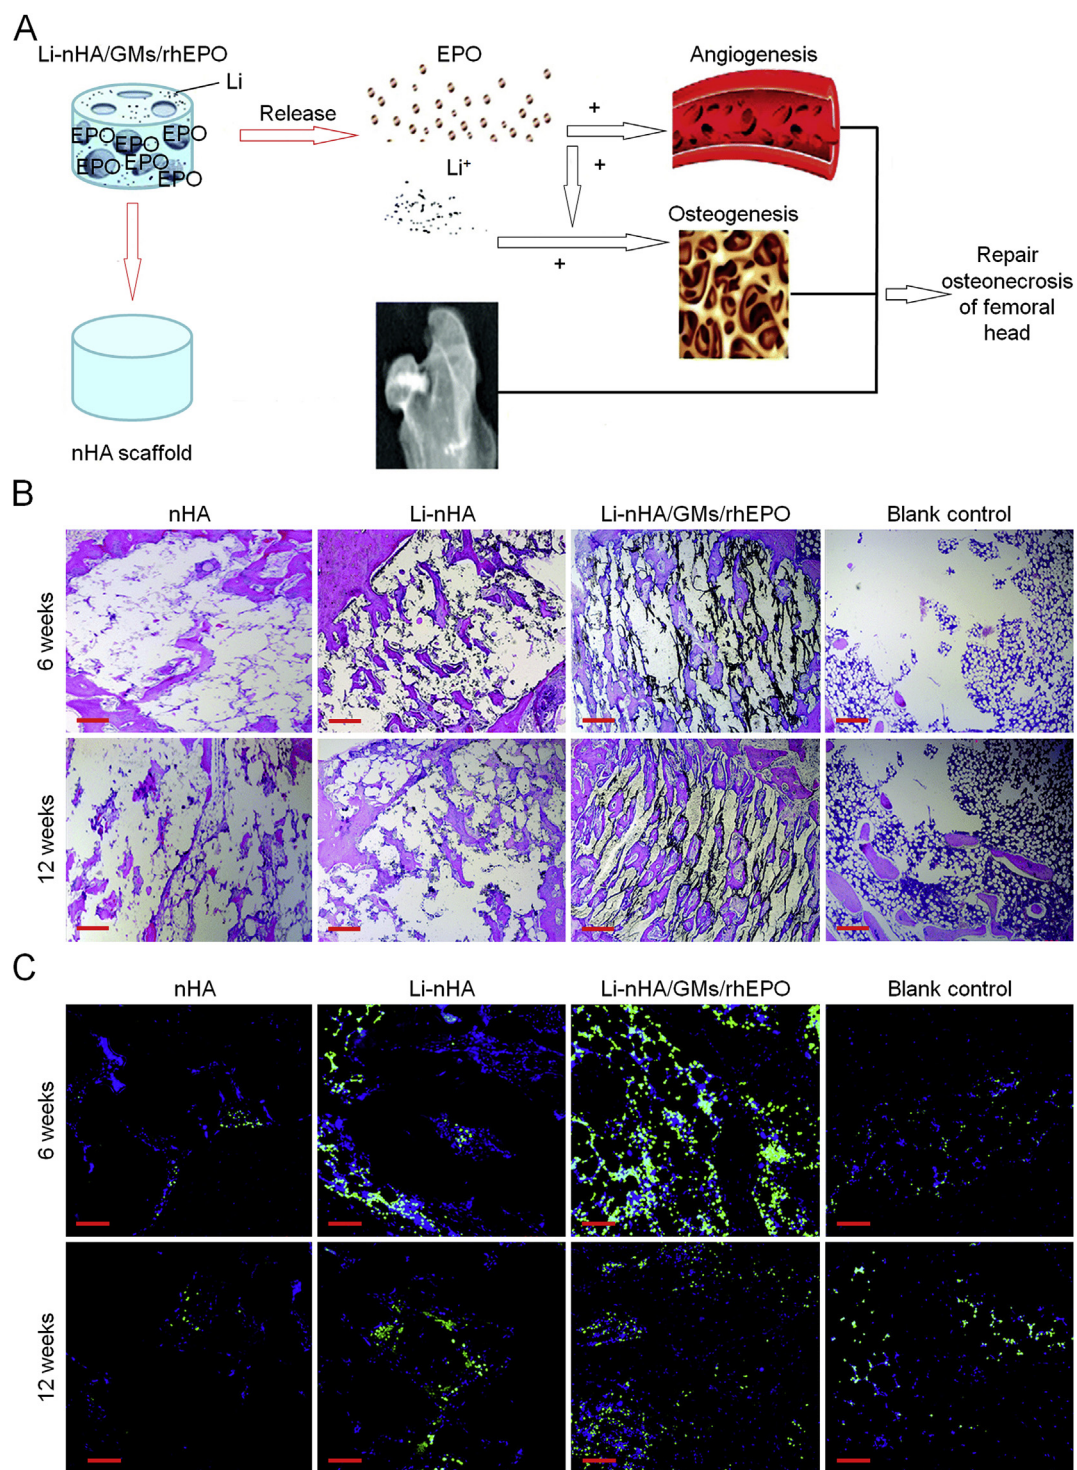 A
Li-nHA/GMs/rhEPO
Li
EPO
EPO
EPO
EPO
EPO
EPO
Release
EPO
Li+
+
+
+
Angiogenesis
Osteogenesis
Repair
osteonecrosis
of femoral
head
nHA scaffold
B
nHA
Li-nHA
Li-nHA/GMs/rhEPO
Blank control
6 weeks
12 weeks
C
nHA
Li-nHA
Li-nHA/GMs/rhEPO
Blank control
6 weeks
12 weeks